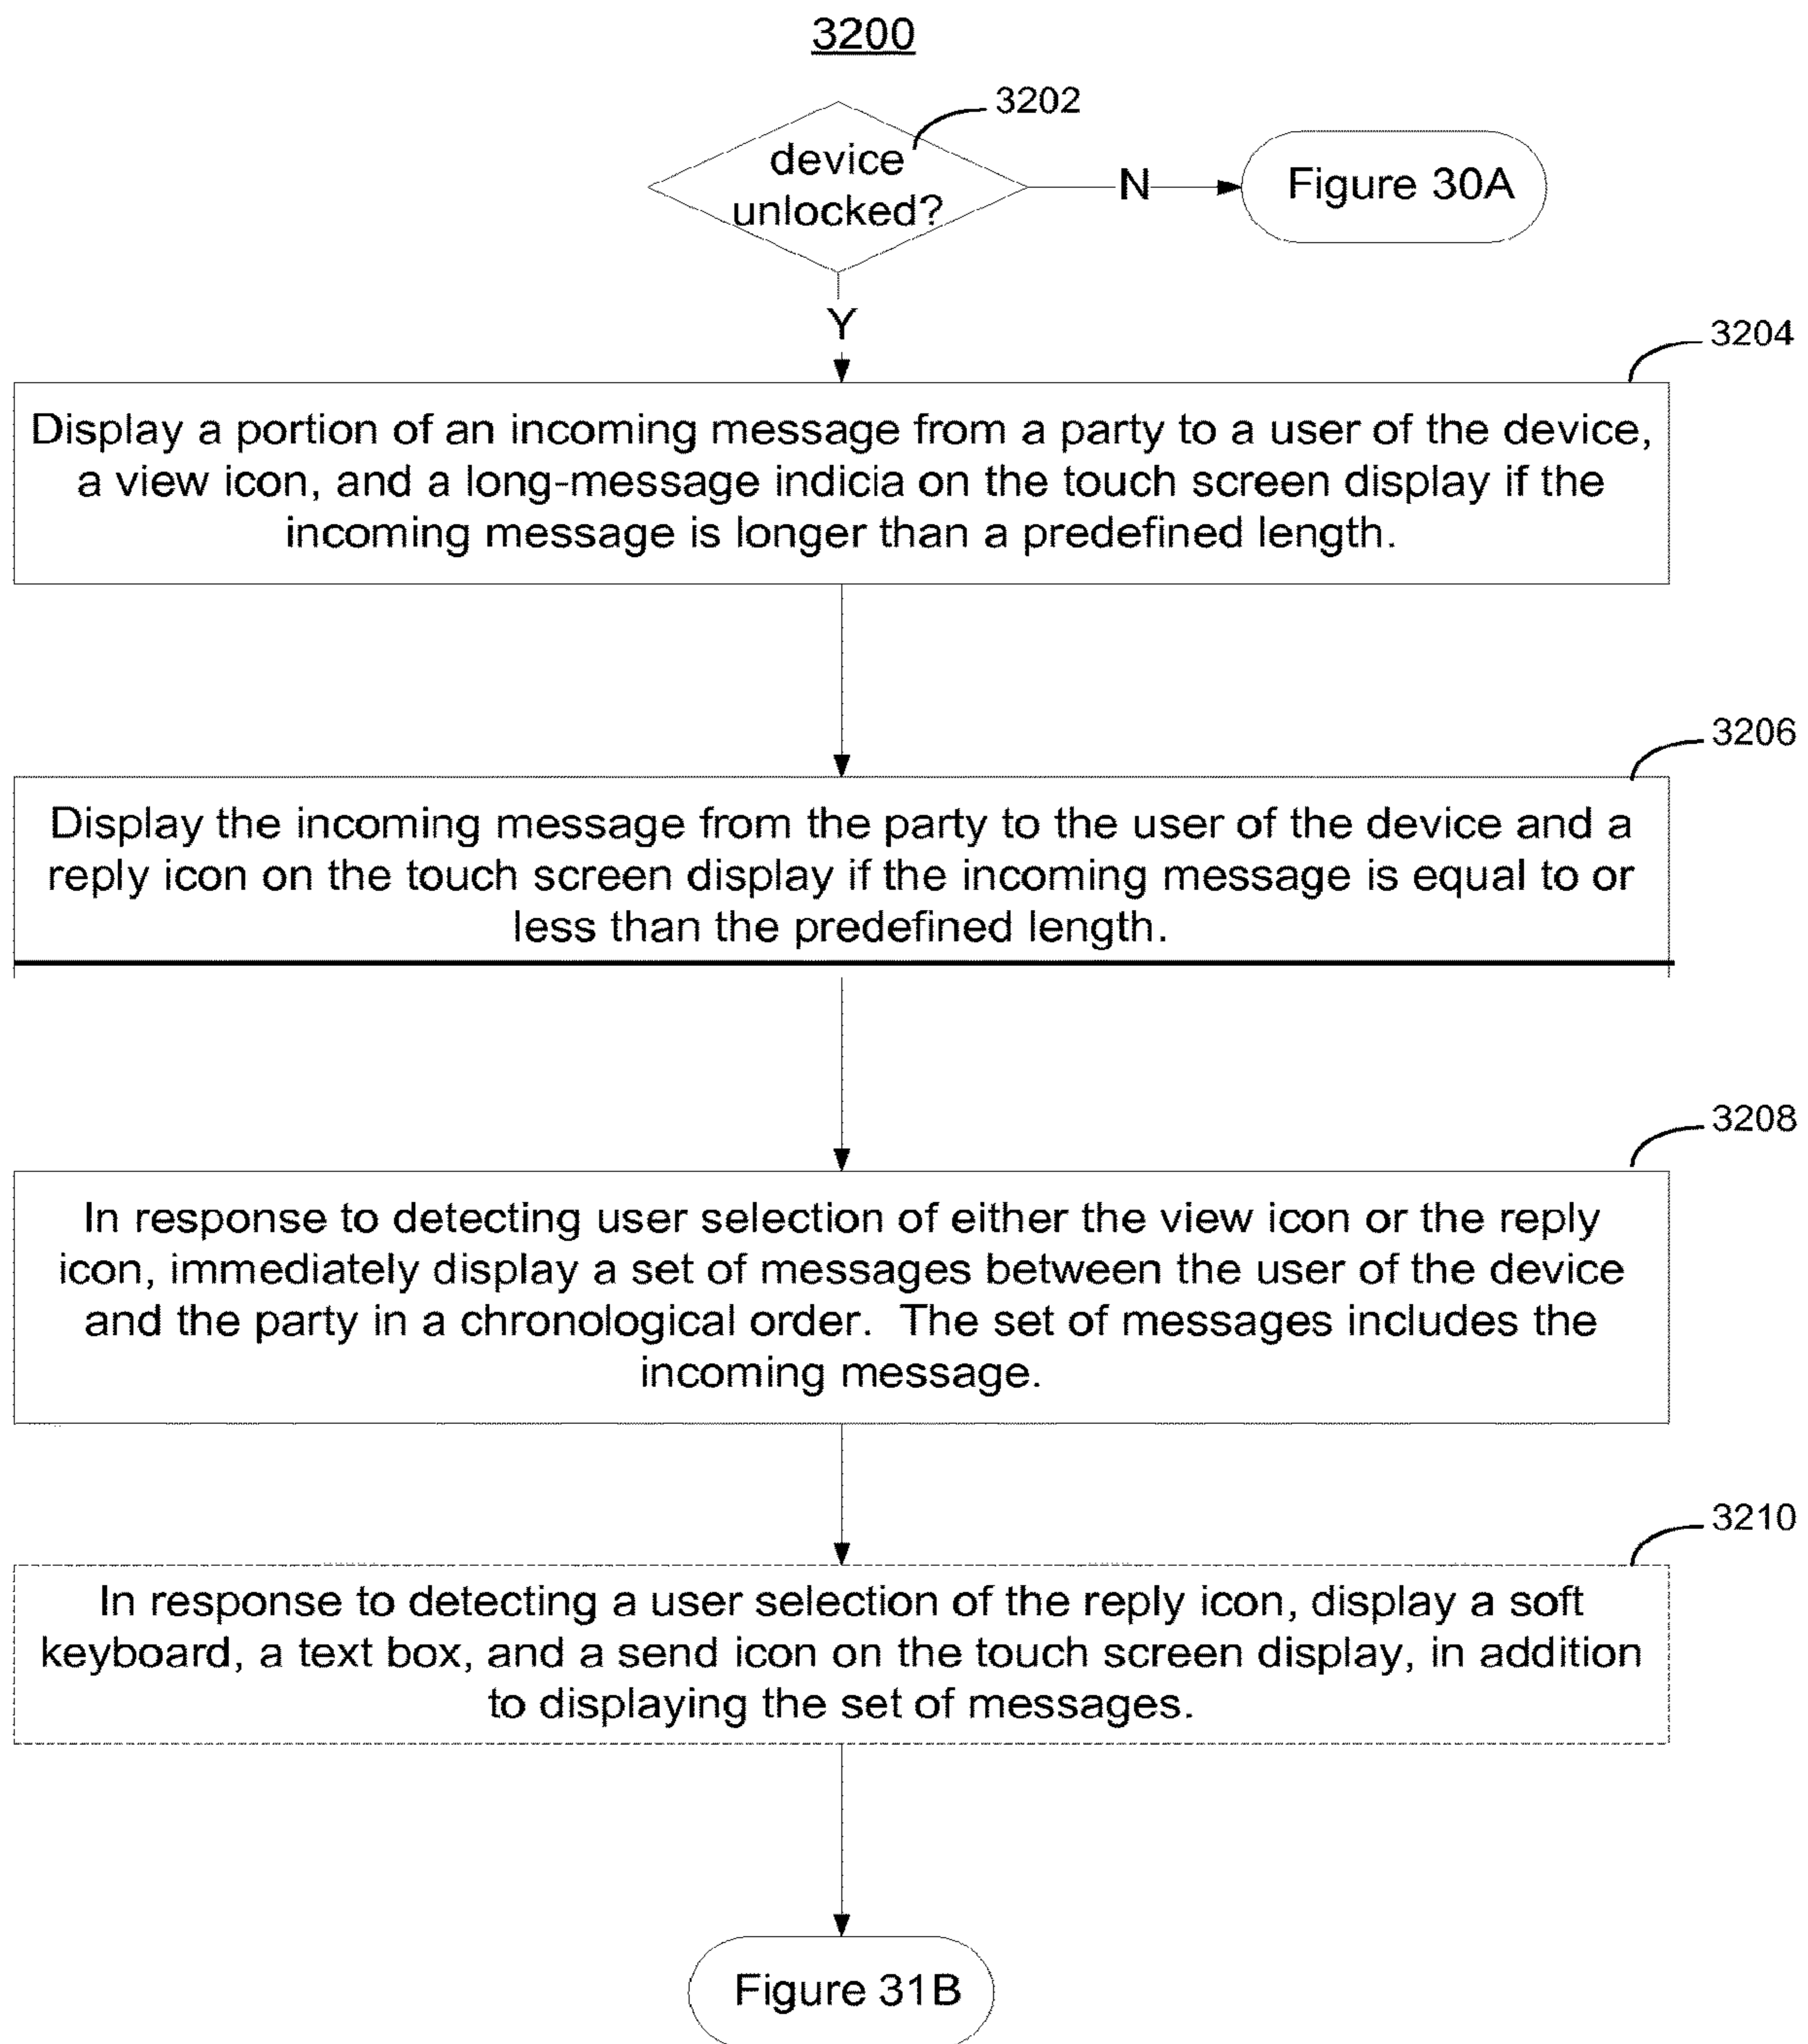 3200
3202
device
unlocked?
N
Figure 30A
Y
3204
Display a portion of an incoming message from a party to a user of the device,
a view icon, and a long-message indicia on the touch screen display if the
incoming message is longer than a predefined length.
3206
Display the incoming message from the party to the user of the device and a
reply icon on the touch screen display if the incoming message is equal to or
less than the predefined length.
3208
In response to detecting user selection of either the view icon or the reply
icon, immediately display a set of messages between the user of the device
and the party in a chronological order.  The set of messages includes the
incoming message.
3210
In response to detecting a user selection of the reply icon, display a soft
keyboard, a text box, and a send icon on the touch screen display, in addition
to displaying the set of messages.
Figure 31B